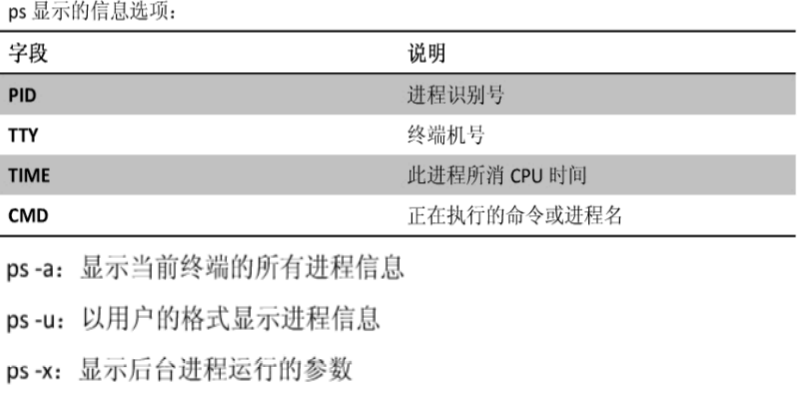 ps 显示的信息选项：
字段 说明
PID 进程识别号
TTY 终端机号
TIME 此进程所消 CPU 时间
CMD 正在执行的命令或进程名
ps -a：显示当前终端的所有进程信息
ps -u：以用户的格式显示进程信息
ps -x：显示后台进程运行的参数